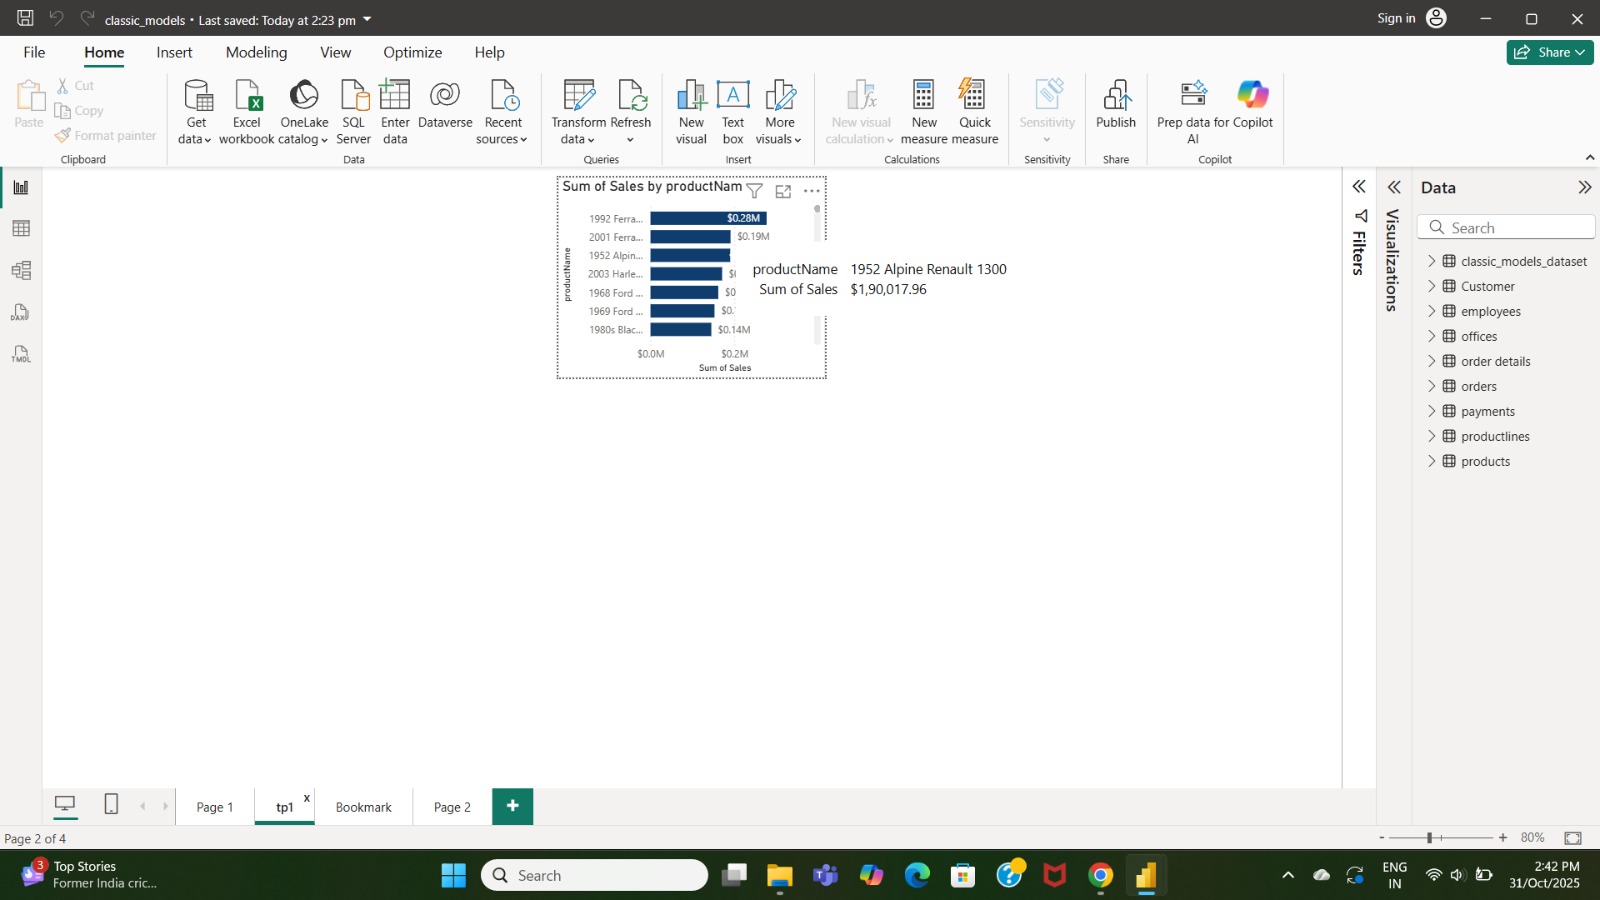 classic_models • Last saved: Today at 2:23 pm
Sign in
File Home Insert Modeling View Optimize Help
Share
Paste
Cut
Copy
Format painter
Clipboard
Get data
Excel workbook
OneLake catalog
SQL Server
Enter data
Dataverse
Recent sources
Data
Transform data
Refresh
Queries
New visual
Text box
More visuals
Insert
New visual calculation
New measure
Quick measure
Calculations
Sensitivity
Sensitivity
Publish
Share
Prep data for AI
Copilot
Copilot
DAX
TMDL
Sum of Sales by productNam
productName
1992 Ferra... $0.28M
2001 Ferra... $0.19M
1952 Alpin...
2003 Harle...
1968 Ford ... $0
1969 Ford ... $0.
1980s Blac... $0.14M
$0.0M $0.2M
Sum of Sales
productName 1952 Alpine Renault 1300
Sum of Sales $1,90,017.96
Filters
Visualizations
Data
Search
classic_models_dataset
Customer
employees
offices
order details
orders
payments
productlines
products
Page 1 tp1 x Bookmark Page 2 +
Page 2 of 4
- + 80%
3
Top Stories
Former India cric...
Search
ENG
IN
2:42 PM
31/Oct/2025